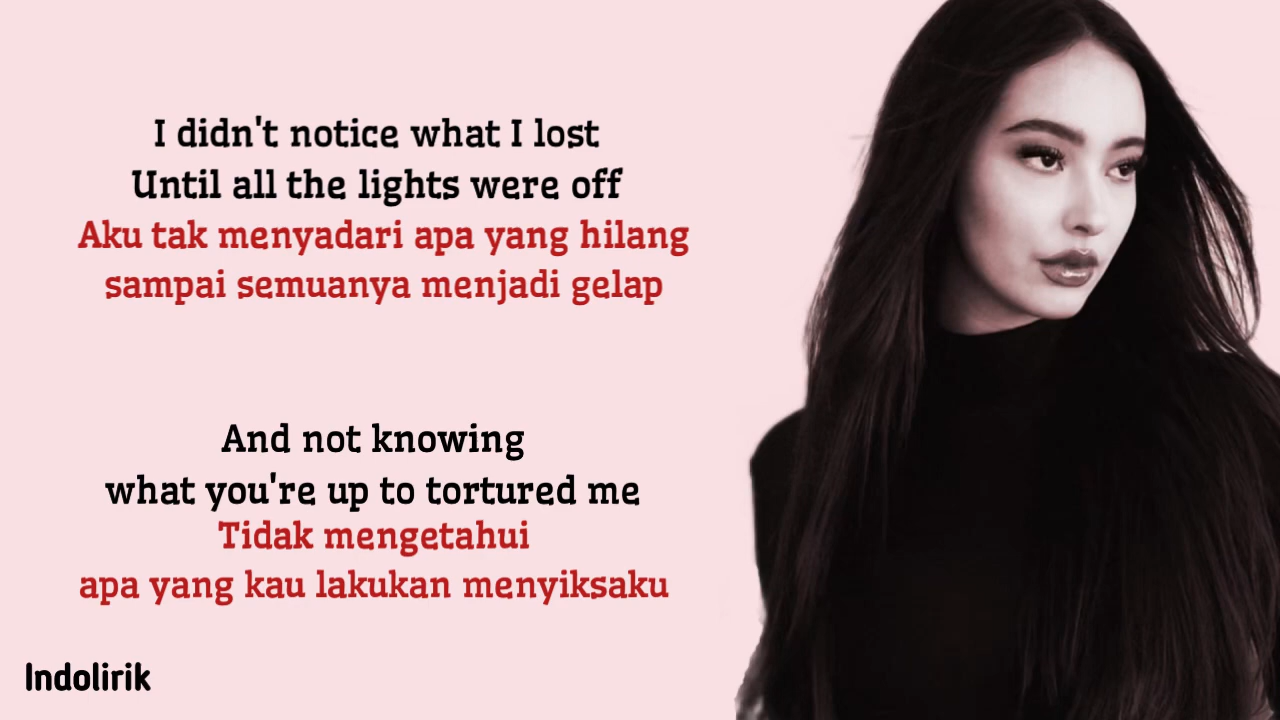 I didn't notice what I lost
Until all the lights were off
Aku tak menyadari apa yang hilang
sampai semuanya menjadi gelap
And not knowing
what you're up to tortured me
Tidak mengetahui
apa yang kau lakukan menyiksaku
Indolirik